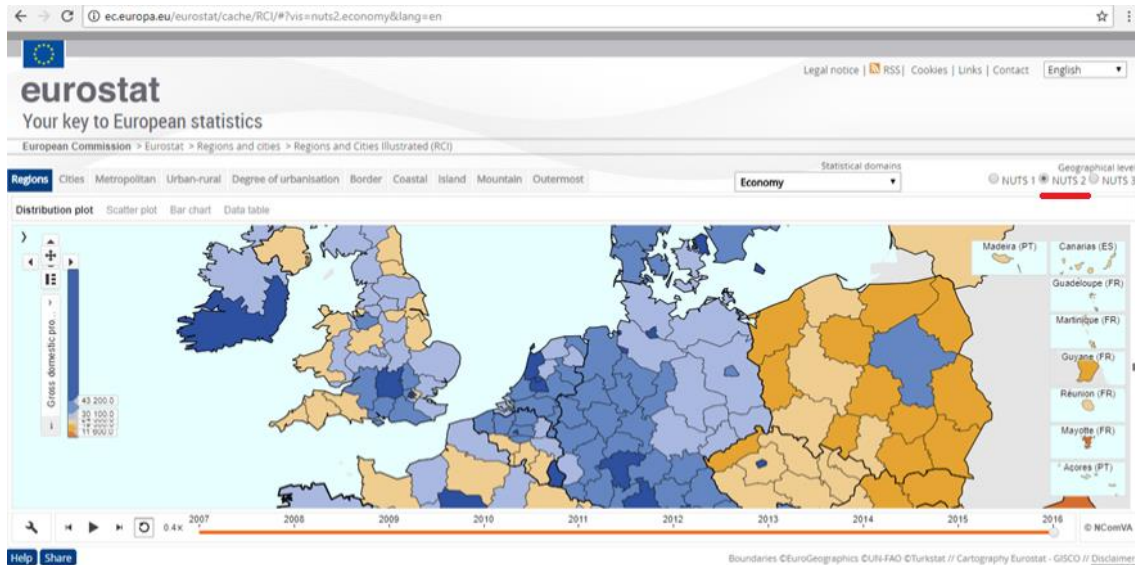 ec.europa.eu/eurostat/cache/RCI/#?vis=nuts2.economy&lang=en
Legal notice | RSS| Cookies | Links | Contact English
eurostat
Your key to European statistics
European Commission > Eurostat > Regions and cities > Regions and Cities Illustrated (RCI)
Statistical domains
Geographical level
Regions Cities Metropolitan Urban-rural Degree of urbanisation Border Coastal Island Mountain Outermost
Economy
NUTS 1 NUTS 2 NUTS 3
Distribution plot Scatter plot Bar chart Data table
Madeira (PT) Canarias (ES)
Guadeloupe (FR)
Martinique (FR)
Guyane (FR)
Réunion (FR)
Mayotte (FR)
Açores (PT)
Gross domestic pro...
43 200.0
30 100.0
11 600.0
0.4x 2007 2008 2009 2010 2011 2012 2013 2014 2015 2016 © NComVA
Help Share
Boundaries ©EuroGeographics ©UN-FAO ©Turkstat // Cartography Eurostat - GISCO // Disclaimer